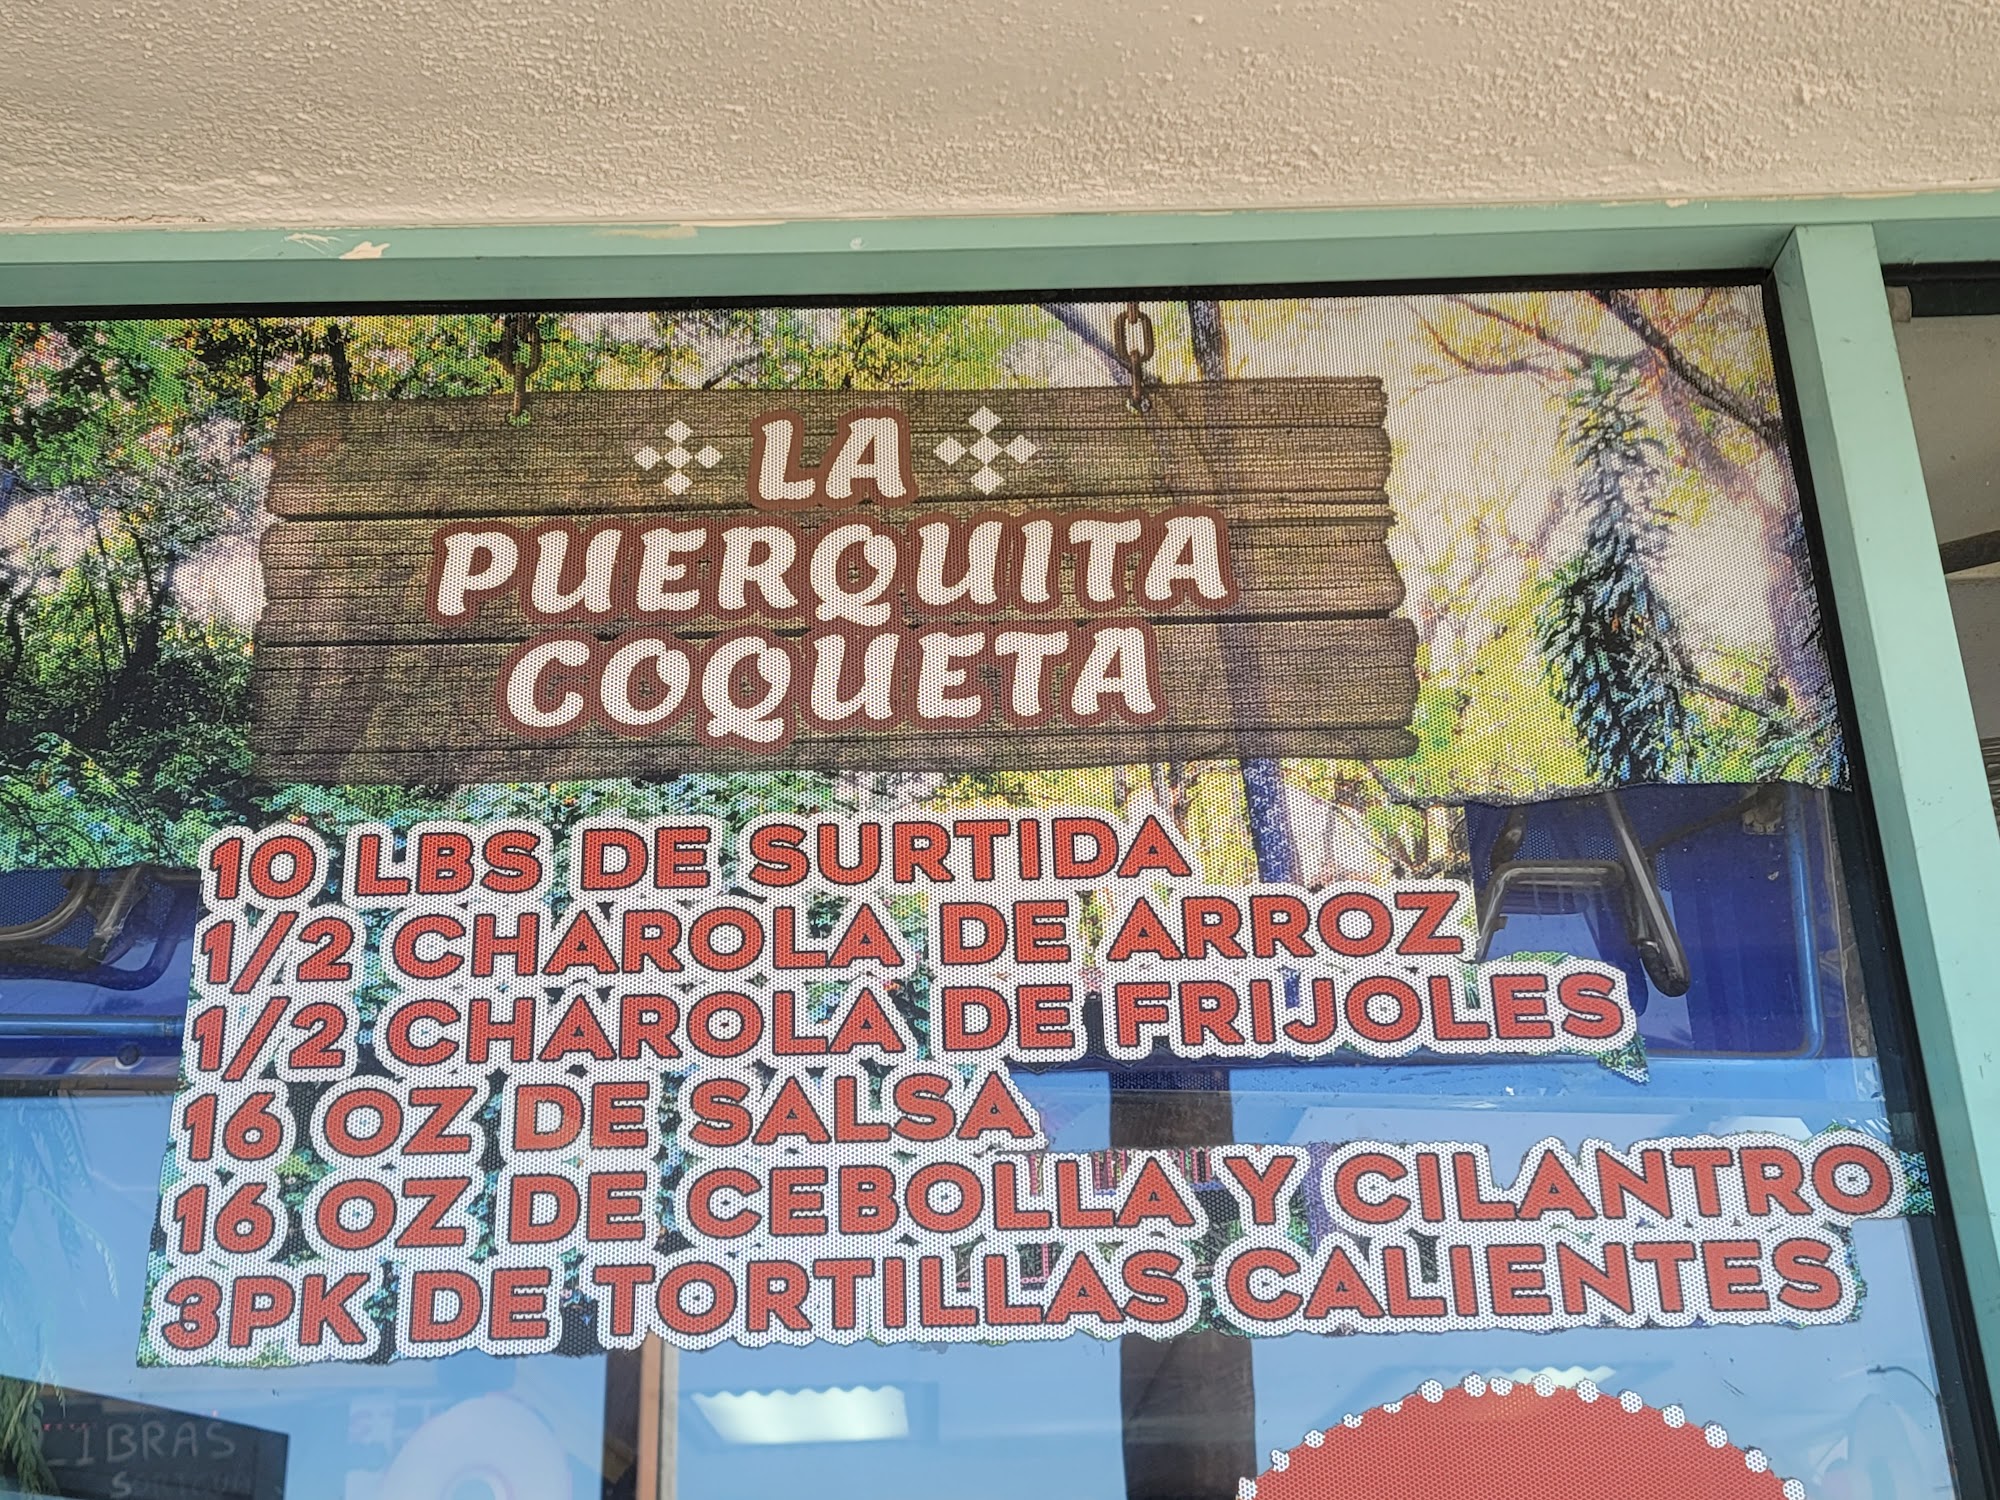 LA
PUERQUITA
COQUETA
10 LBS DE SURTIDA
1/2 CHAROLA DE ARROZ
1/2 CHAROLA DE FRIJOLES
16 OZ DE SALSA
16 OZ DE CEBOLLA Y CILANTRO
3PK DE TORTILLAS CALIENTES
LIBRAS